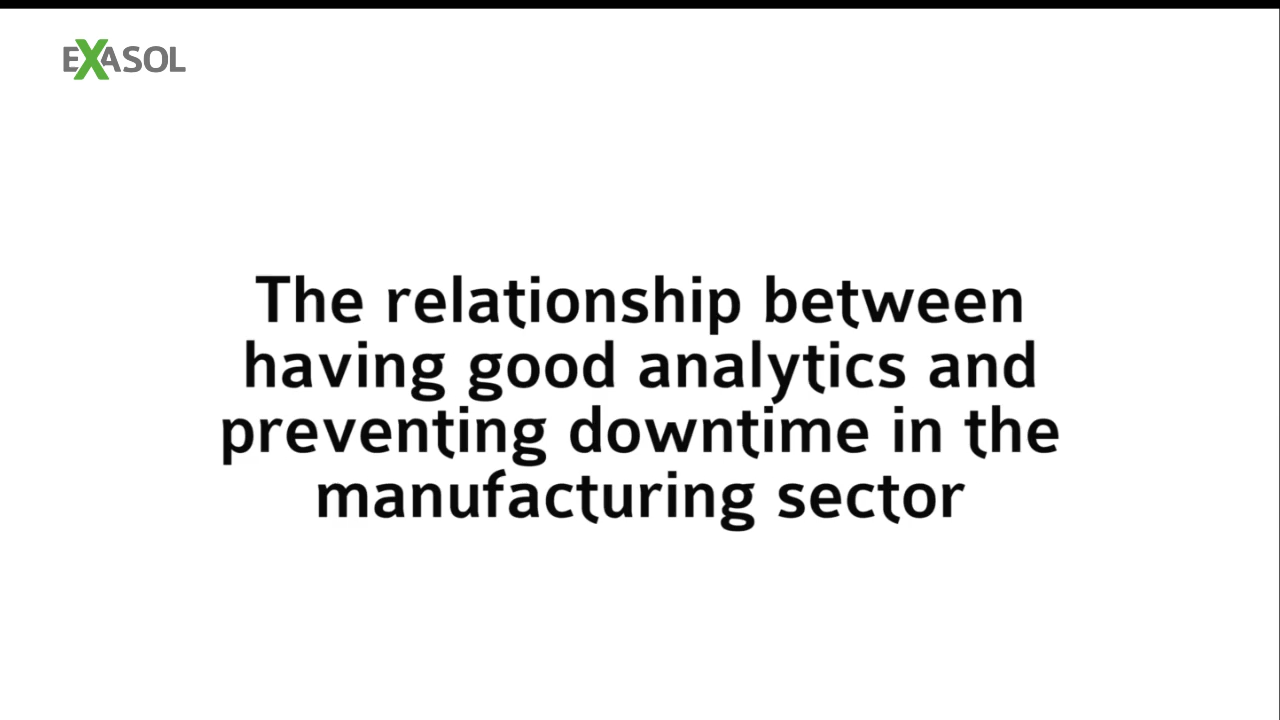 EXASOL
The relationship between
having good analytics and
preventing downtime in the
manufacturing sector